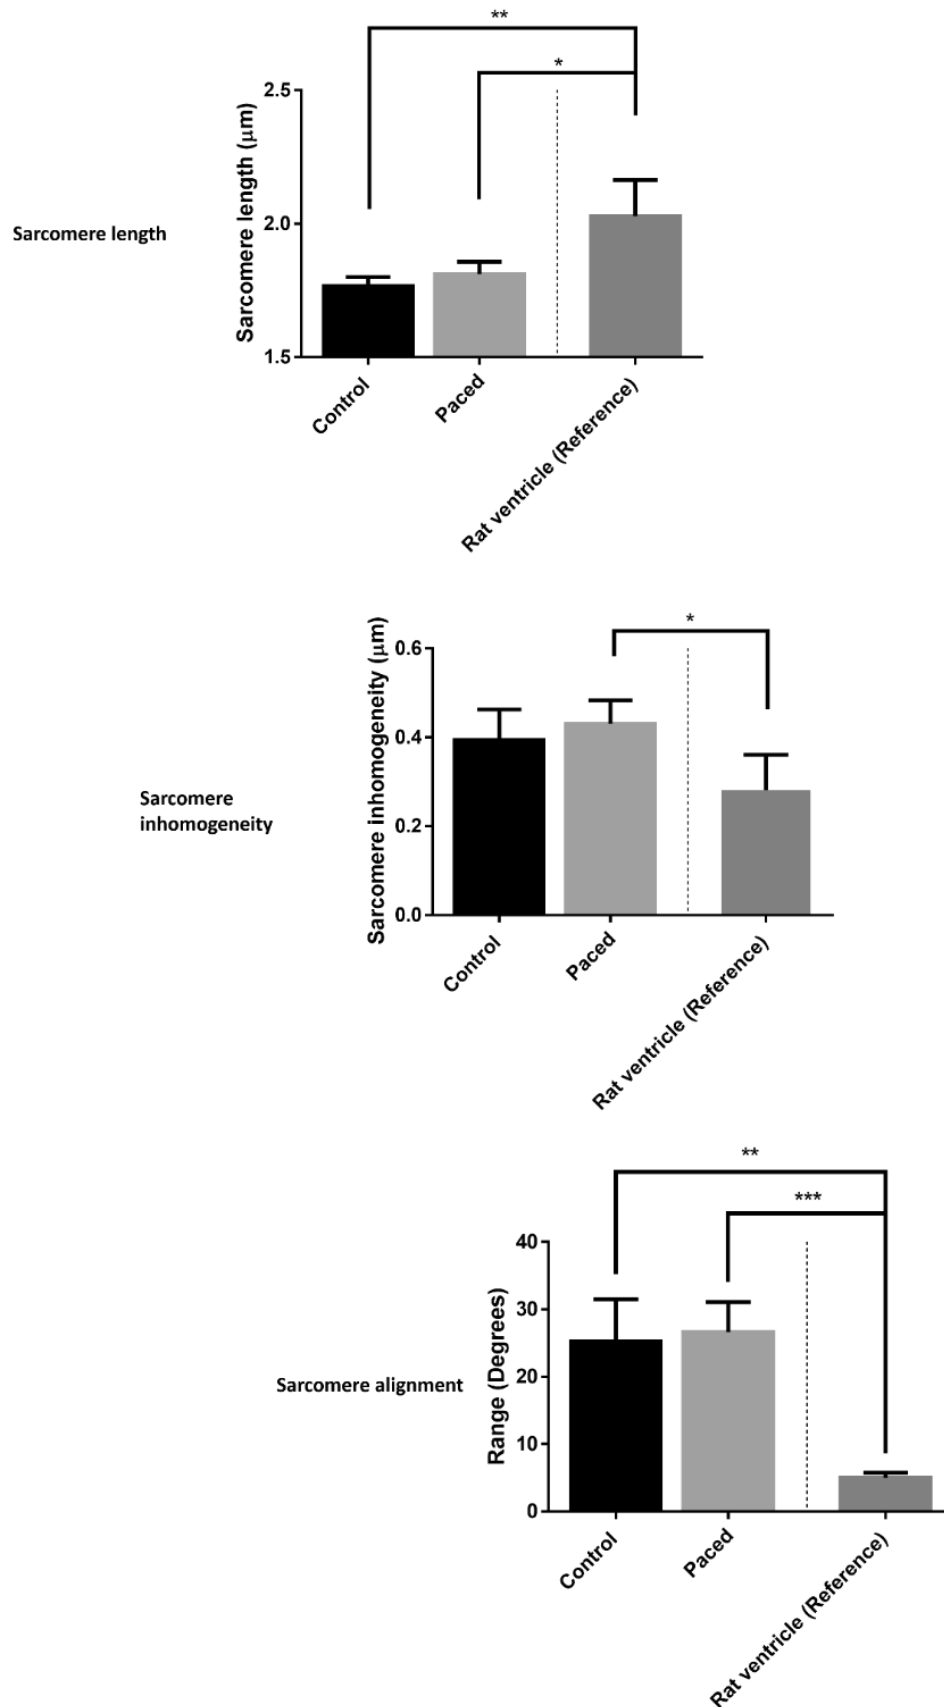 **
*
Sarcomere length
Sarcomere length (μm)
2.5
2.0
1.5
Control
Paced
Rat ventricle (Reference)
*
Sarcomere
inhomogeneity
Sarcomere inhomogeneity (μm)
0.6
0.4
0.2
0.0
Control
Paced
Rat ventricle (Reference)
**
***
Sarcomere alignment
Range (Degrees)
40
30
20
10
0
Control
Paced
Rat ventricle (Reference)